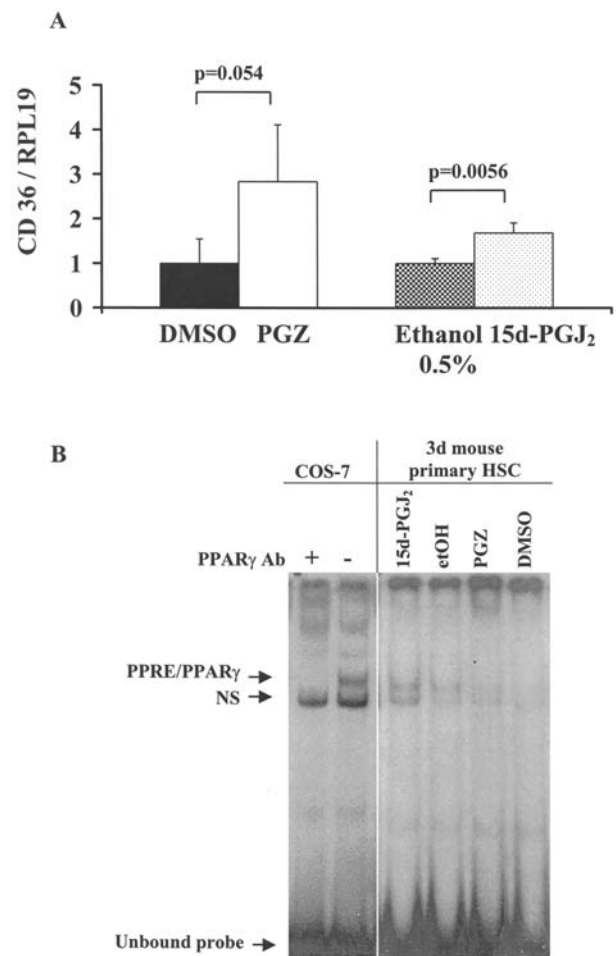 A
p=0.054
p=0.0056
CD 36 / RPL19
5
4
3
2
1
0
DMSO PGZ
Ethanol 15d-PGJ₂
0.5%
B
COS-7
3d mouse
primary HSC
PPARγ Ab + -
15d-PGJ₂
etOH
PGZ
DMSO
PPRE/PPARγ
NS
Unbound probe